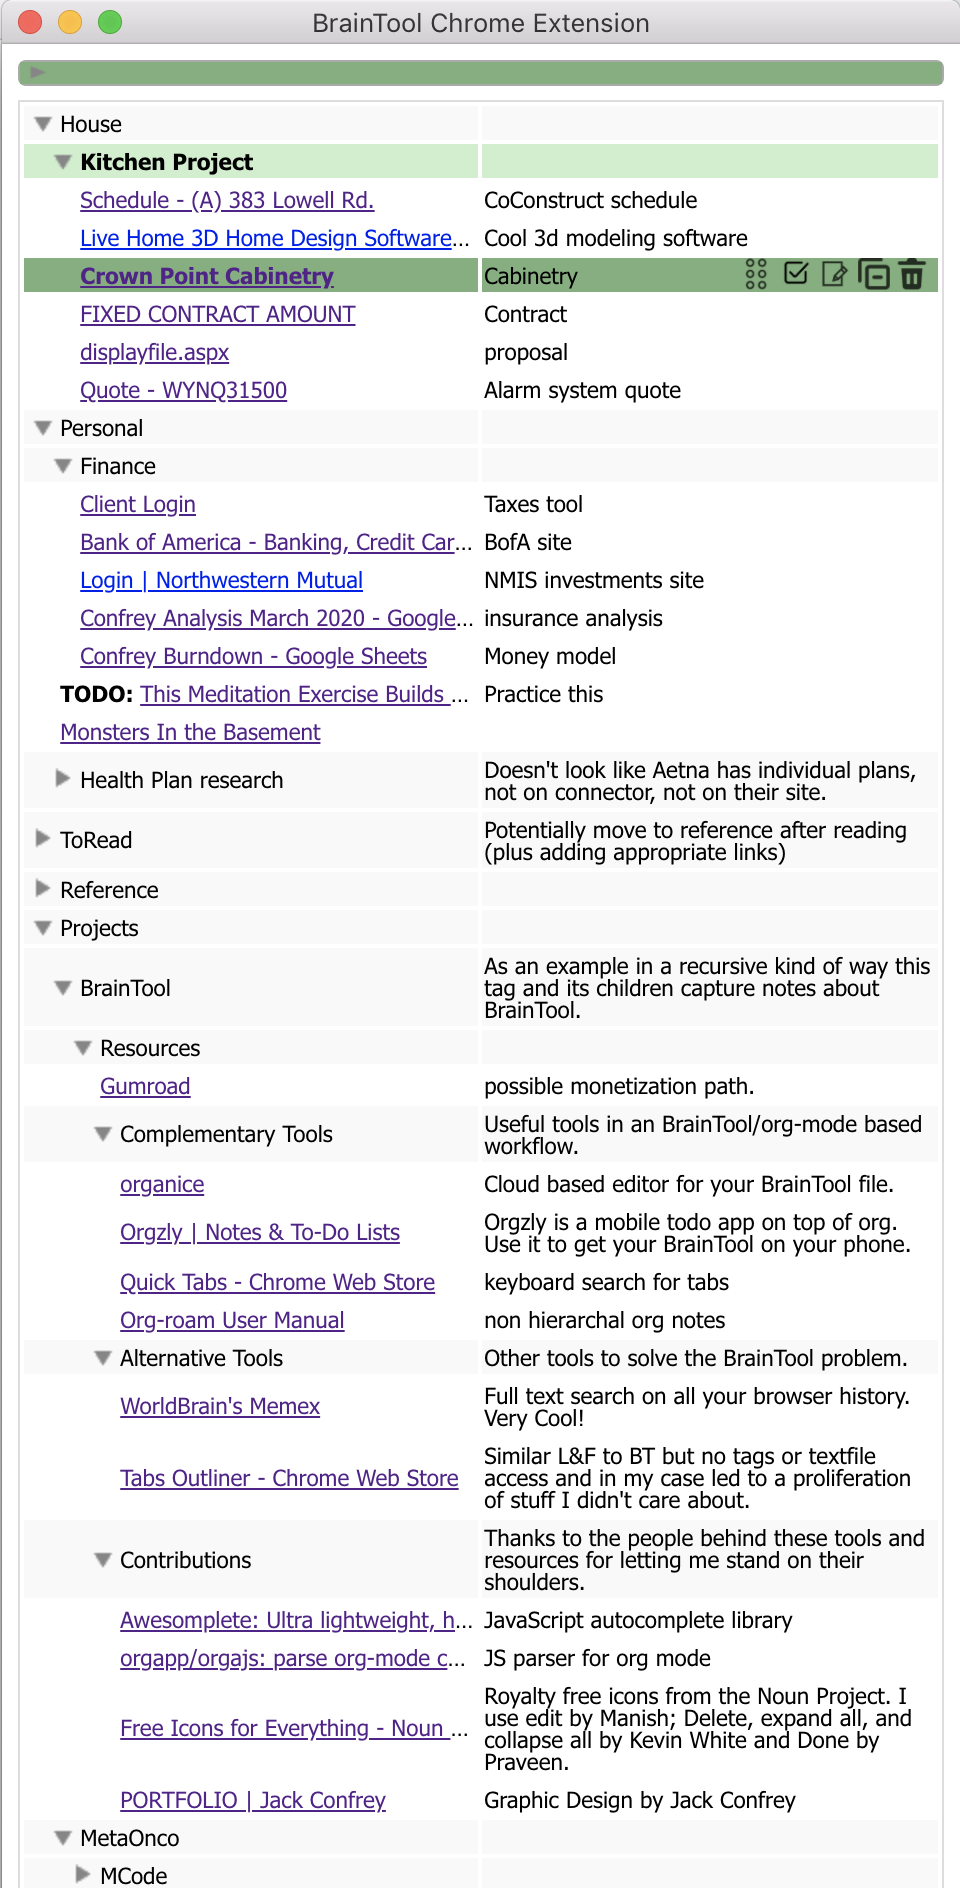 BrainTool Chrome Extension
House
Kitchen Project
Schedule - (A) 383 Lowell Rd. CoConstruct schedule
Live Home 3D Home Design Software... Cool 3d modeling software
Crown Point Cabinetry Cabinetry
FIXED CONTRACT AMOUNT Contract
displayfile.aspx proposal
Quote - WYNQ31500 Alarm system quote
Personal
Finance
Client Login Taxes tool
Bank of America - Banking, Credit Car... BofA site
Login | Northwestern Mutual NMIS investments site
Confrey Analysis March 2020 - Google... insurance analysis
Confrey Burndown - Google Sheets Money model
TODO: This Meditation Exercise Builds ... Practice this
Monsters In the Basement
Health Plan research
Doesn't look like Aetna has individual plans,
not on connector, not on their site.
ToRead
Potentially move to reference after reading
(plus adding appropriate links)
Reference
Projects
BrainTool
As an example in a recursive kind of way this
tag and its children capture notes about
BrainTool.
Resources
Gumroad possible monetization path.
Complementary Tools
Useful tools in an BrainTool/org-mode based
workflow.
organice Cloud based editor for your BrainTool file.
Orgzly | Notes & To-Do Lists
Orgzly is a mobile todo app on top of org.
Use it to get your BrainTool on your phone.
Quick Tabs - Chrome Web Store keyboard search for tabs
Org-roam User Manual non hierarchal org notes
Alternative Tools Other tools to solve the BrainTool problem.
WorldBrain's Memex
Full text search on all your browser history.
Very Cool!
Tabs Outliner - Chrome Web Store
Similar L&F to BT but no tags or textfile
access and in my case led to a proliferation
of stuff I didn't care about.
Contributions
Thanks to the people behind these tools and
resources for letting me stand on their
shoulders.
Awesomplete: Ultra lightweight, h... JavaScript autocomplete library
orgapp/orgajs: parse org-mode c... JS parser for org mode
Free Icons for Everything - Noun ...
Royalty free icons from the Noun Project. I
use edit by Manish; Delete, expand all, and
collapse all by Kevin White and Done by
Praveen.
PORTFOLIO | Jack Confrey Graphic Design by Jack Confrey
MetaOnco
MCode